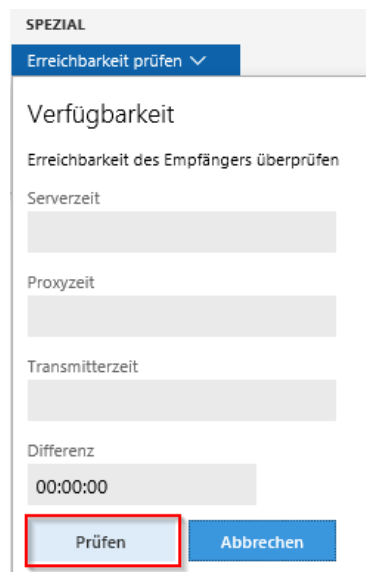 SPEZIAL
Erreichbarkeit prüfen
Verfügbarkeit
Erreichbarkeit des Empfängers überprüfen
Serverzeit
Proxyzeit
Transmitterzeit
Differenz
00:00:00
Prüfen Abbrechen